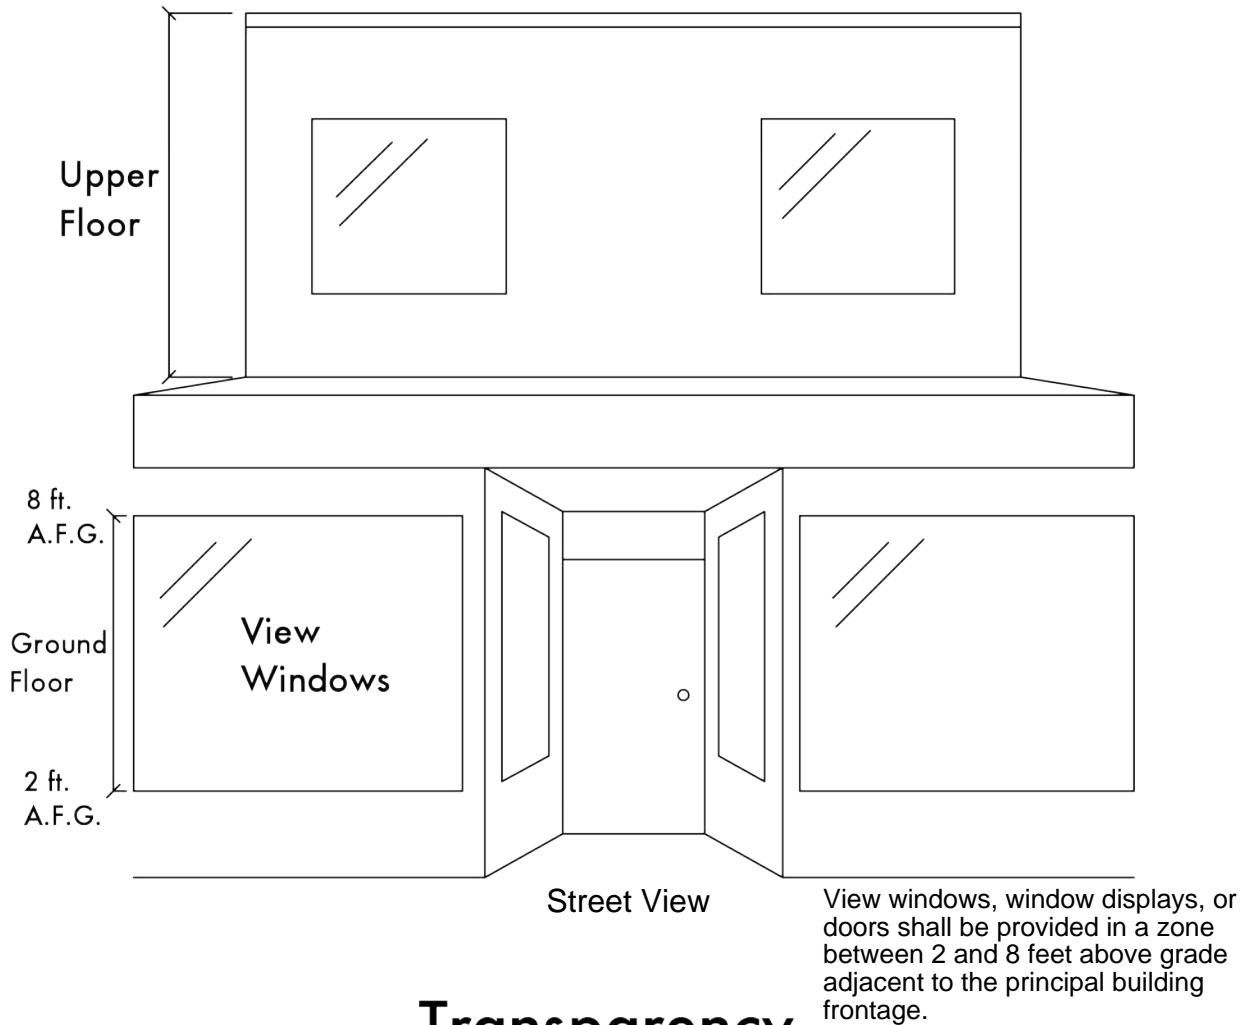 Upper
Floor
8 ft.
A.F.G.
Ground
Floor
View
Windows
2 ft.
A.F.G.
Street View
View windows, window displays, or
doors shall be provided in a zone
between 2 and 8 feet above grade
adjacent to the principal building
frontage.
Transparency